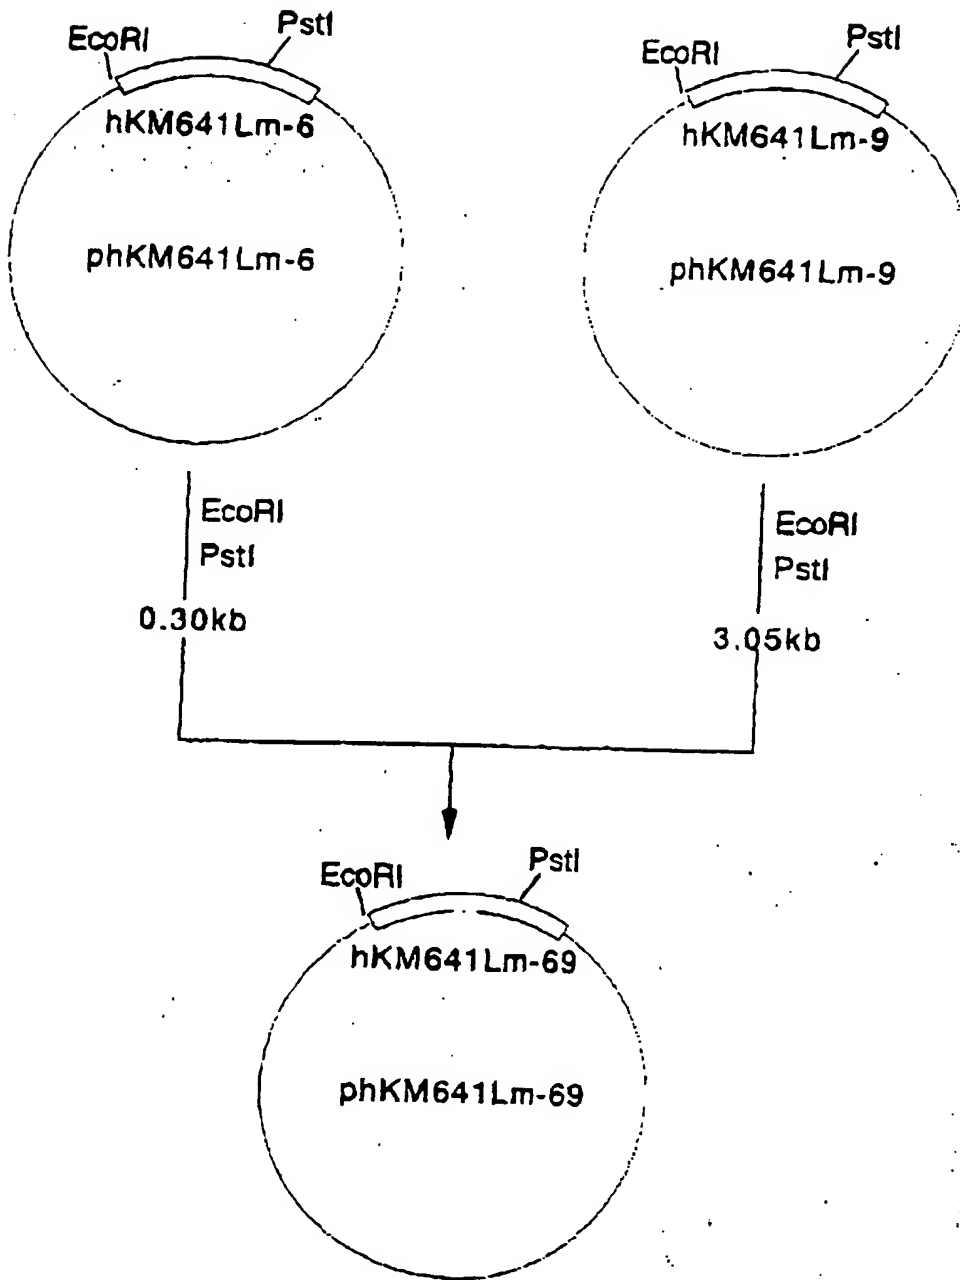 EcoRI
PstI
hKM641Lm-6
phKM641Lm-6
EcoRI
PstI
hKM641Lm-9
phKM641Lm-9
EcoRI
PstI
0.30kb
EcoRI
PstI
3.05kb
EcoRI
PstI
hKM641Lm-69
phKM641Lm-69